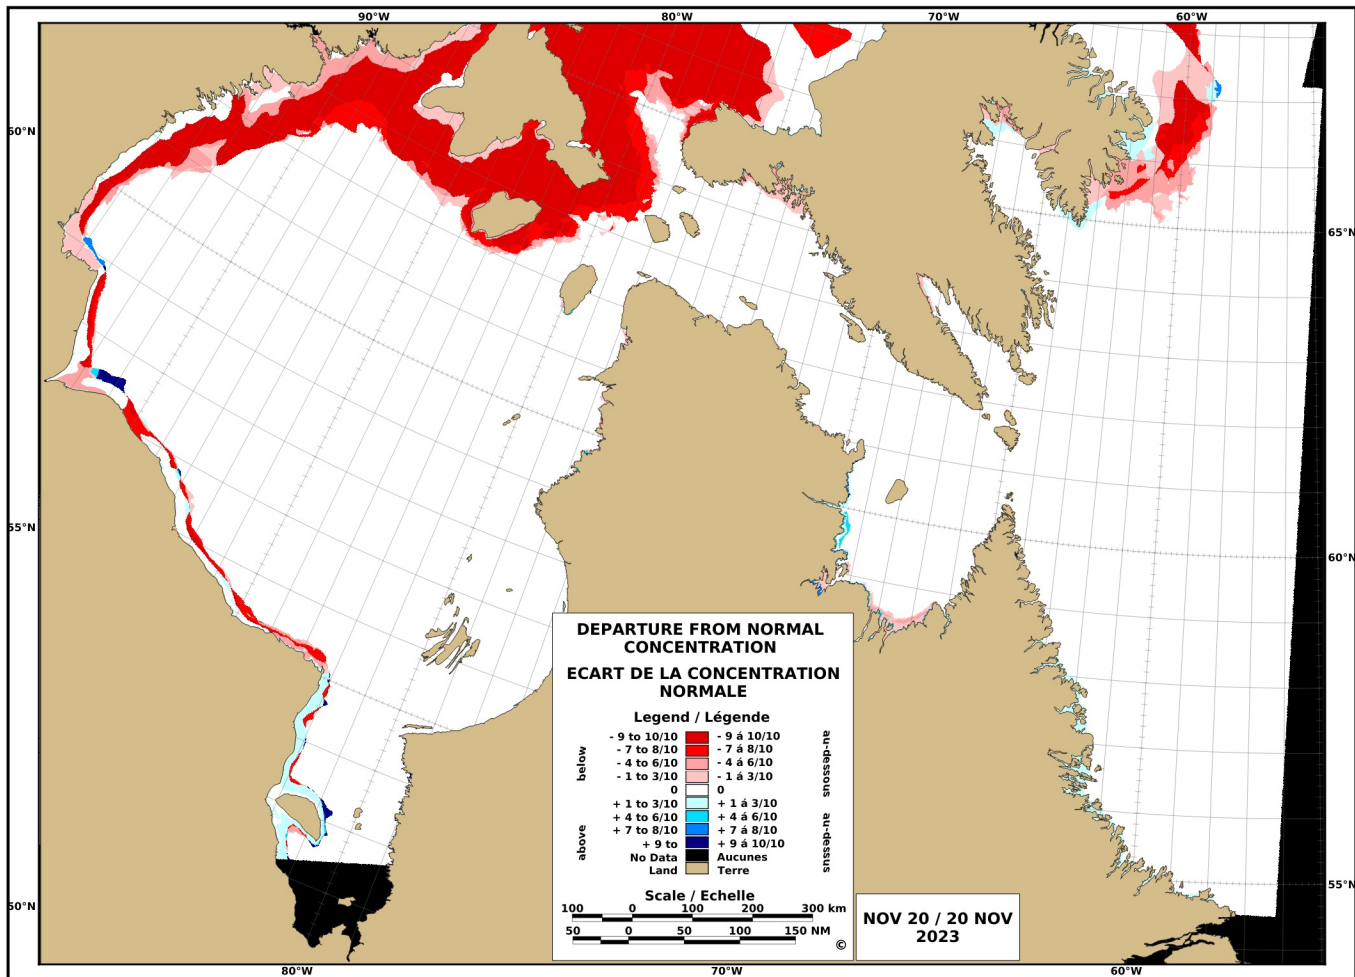 90°W 80°W 70°W 60°W
60°N
65°N
55°N
60°N
DEPARTURE FROM NORMAL
CONCENTRATION
ECART DE LA CONCENTRATION
NORMALE
Legend / Légende
below
above
- 9 to 10/10 - 9 á 10/10
- 7 to 8/10 - 7 á 8/10
- 4 to 6/10 - 4 á 6/10
- 1 to 3/10 - 1 á 3/10
0 0
+ 1 to 3/10 + 1 á 3/10
+ 4 to 6/10 + 4 á 6/10
+ 7 to 8/10 + 7 á 8/10
+ 9 to + 9 á 10/10
No Data Aucunes
Land Terre
au-dessous
au-dessus
Scale / Echelle
100 0 100 200 300 km
50 0 50 100 150 NM
©
NOV 20 / 20 NOV
2023
55°N
50°N
80°W 70°W 60°W